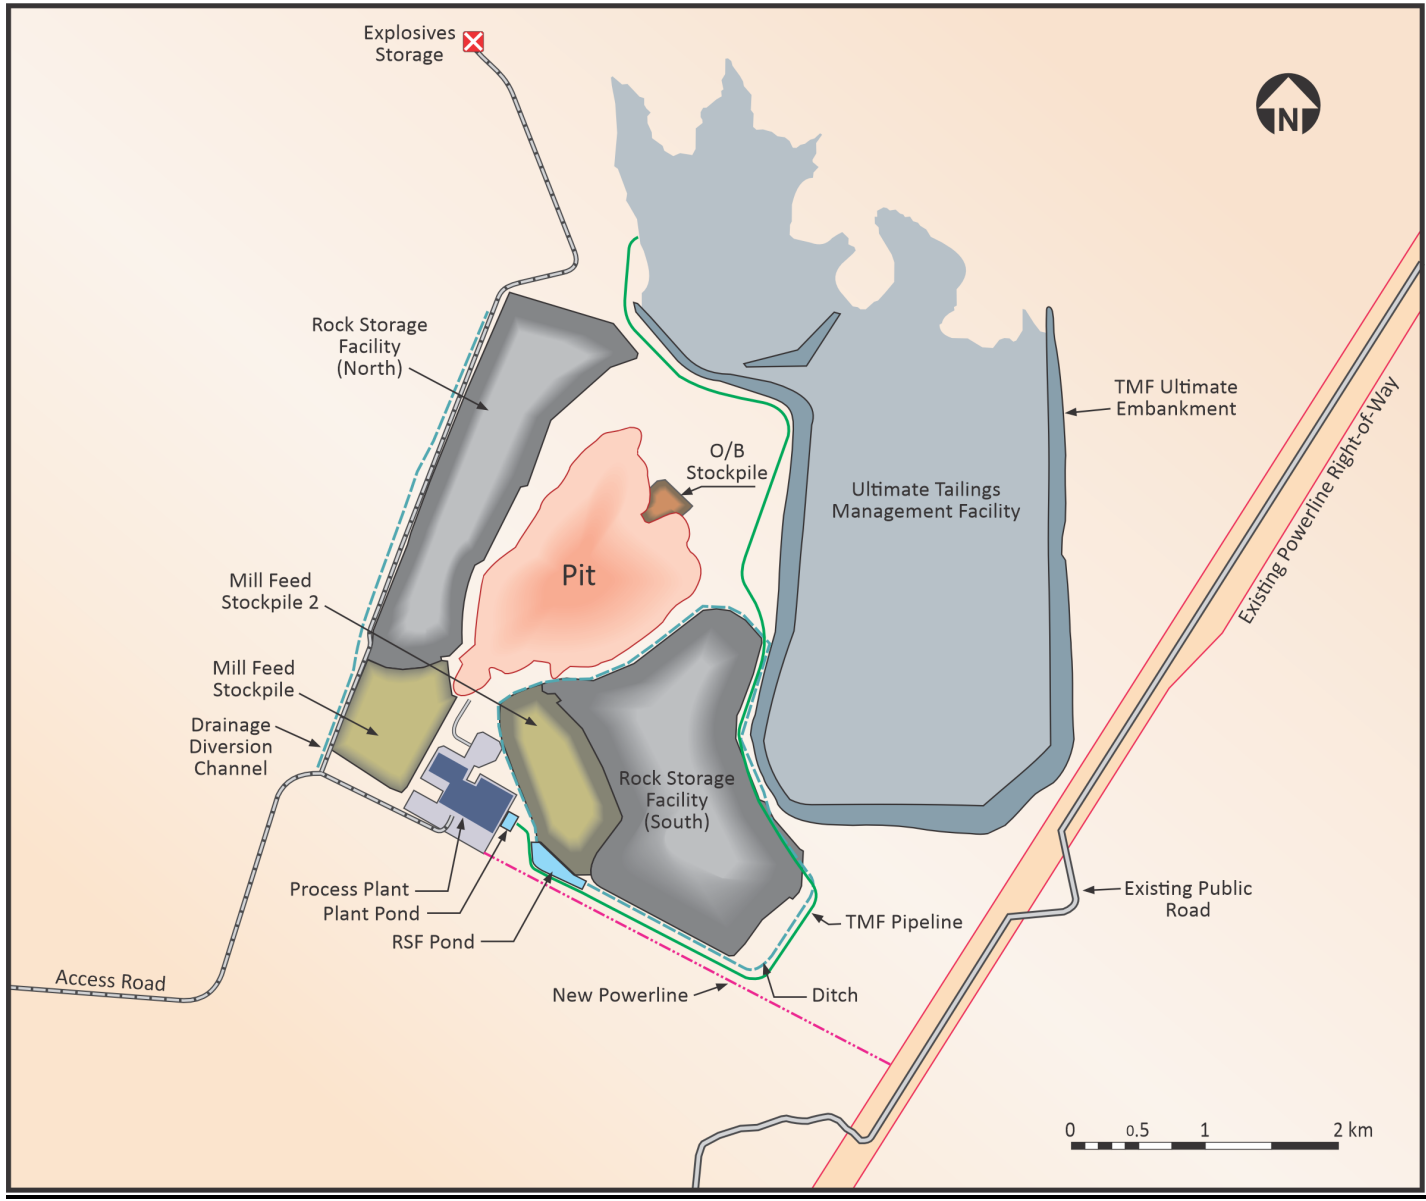 Explosives
Storage
N
Rock Storage
Facility
(North)
TMF Ultimate
Embankment
O/B
Stockpile
Ultimate Tailings
Management Facility
Existing Powerline Right-of-Way
Pit
Mill Feed
Stockpile 2
Mill Feed
Stockpile
Drainage
Diversion
Channel
Rock Storage
Facility
(South)
Process Plant
Plant Pond
RSF Pond
Existing Public
Road
TMF Pipeline
Access Road
New Powerline
Ditch
0 0.5 1 2 km